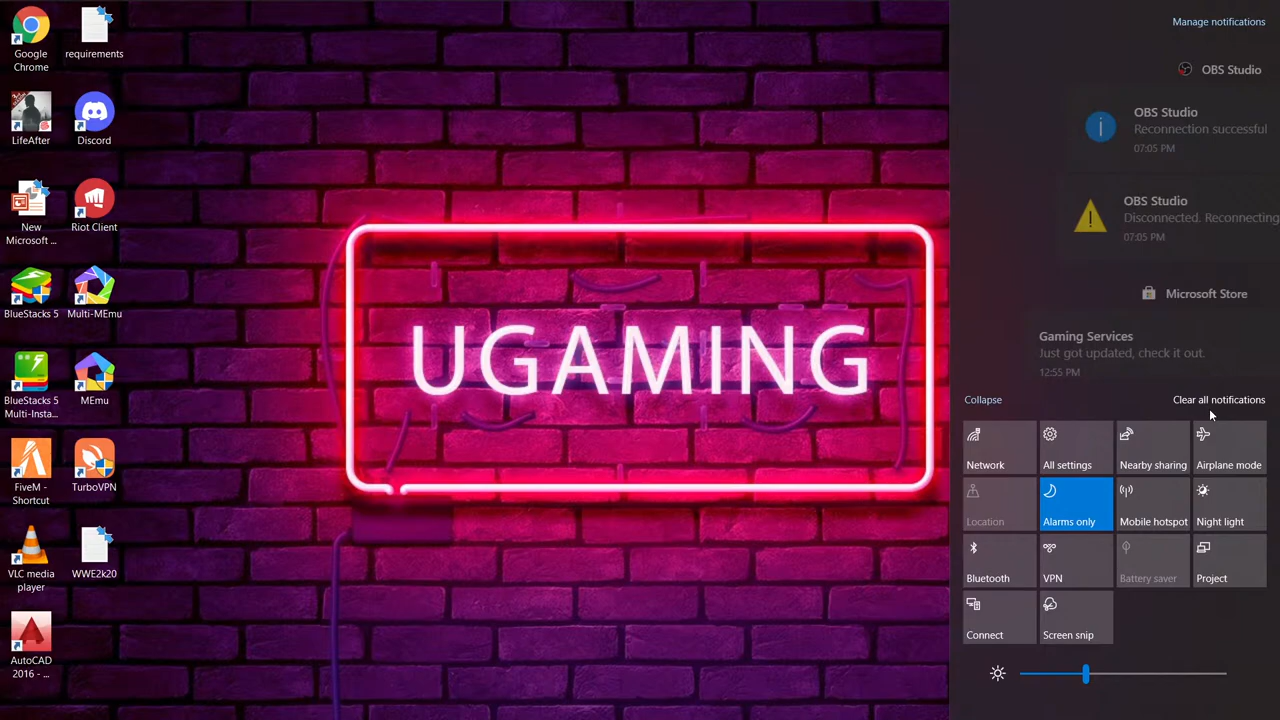 Google
Chrome
requirements
LifeAfter
Discord
New
Microsoft ...
Riot Client
BlueStacks 5
Multi-MEmu
BlueStacks 5
Multi-Insta...
MEmu
FiveM -
Shortcut
TurboVPN
VLC media
player
WWE2k20
AutoCAD
2016 - ...
UGAMING
Manage notifications
OBS Studio
OBS Studio
Reconnection successful
07:05 PM
OBS Studio
Disconnected. Reconnecting
07:05 PM
Microsoft Store
Gaming Services
Just got updated, check it out.
12:55 PM
Collapse
Clear all notifications
Network
All settings
Nearby sharing
Airplane mode
Location
Alarms only
Mobile hotspot
Night light
Bluetooth
VPN
Battery saver
Project
Connect
Screen snip